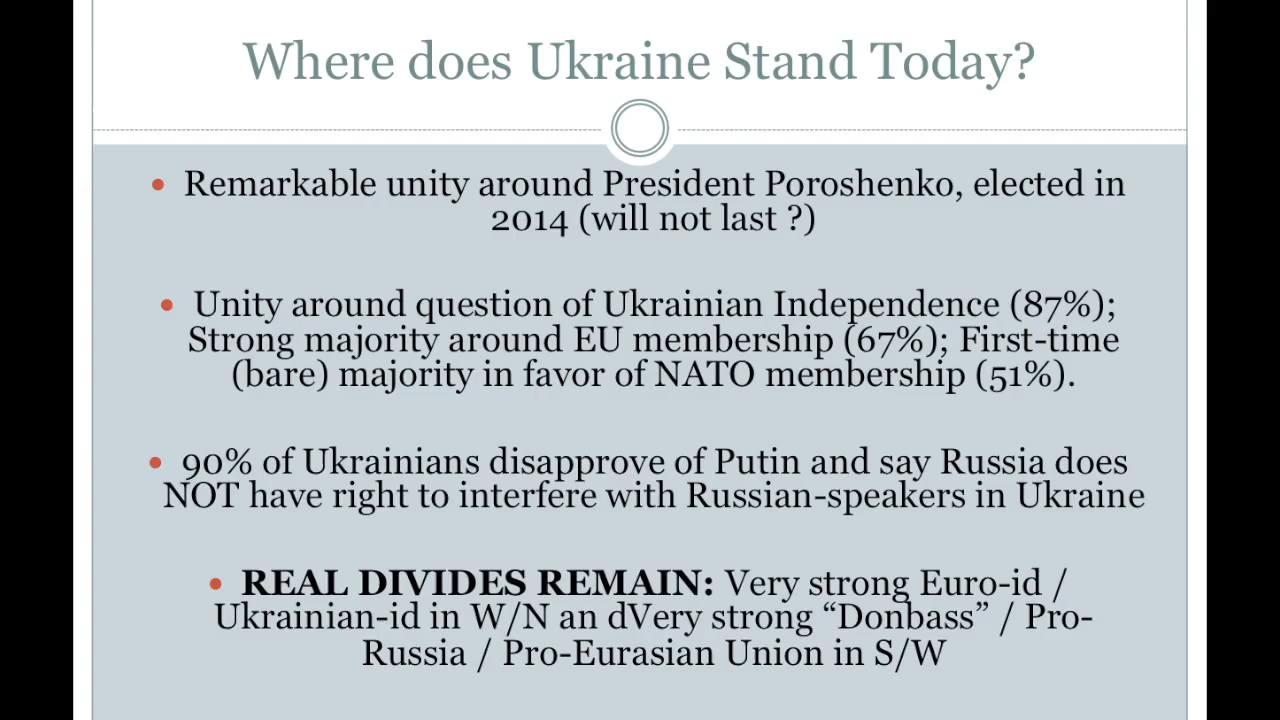 Where does Ukraine Stand Today?
• Remarkable unity around President Poroshenko, elected in
2014 (will not last ?)
• Unity around question of Ukrainian Independence (87%);
Strong majority around EU membership (67%); First-time
(bare) majority in favor of NATO membership (51%).
• 90% of Ukrainians disapprove of Putin and say Russia does
NOT have right to interfere with Russian-speakers in Ukraine
• REAL DIVIDES REMAIN: Very strong Euro-id /
Ukrainian-id in W/N an dVery strong “Donbass” / Pro-
Russia / Pro-Eurasian Union in S/W